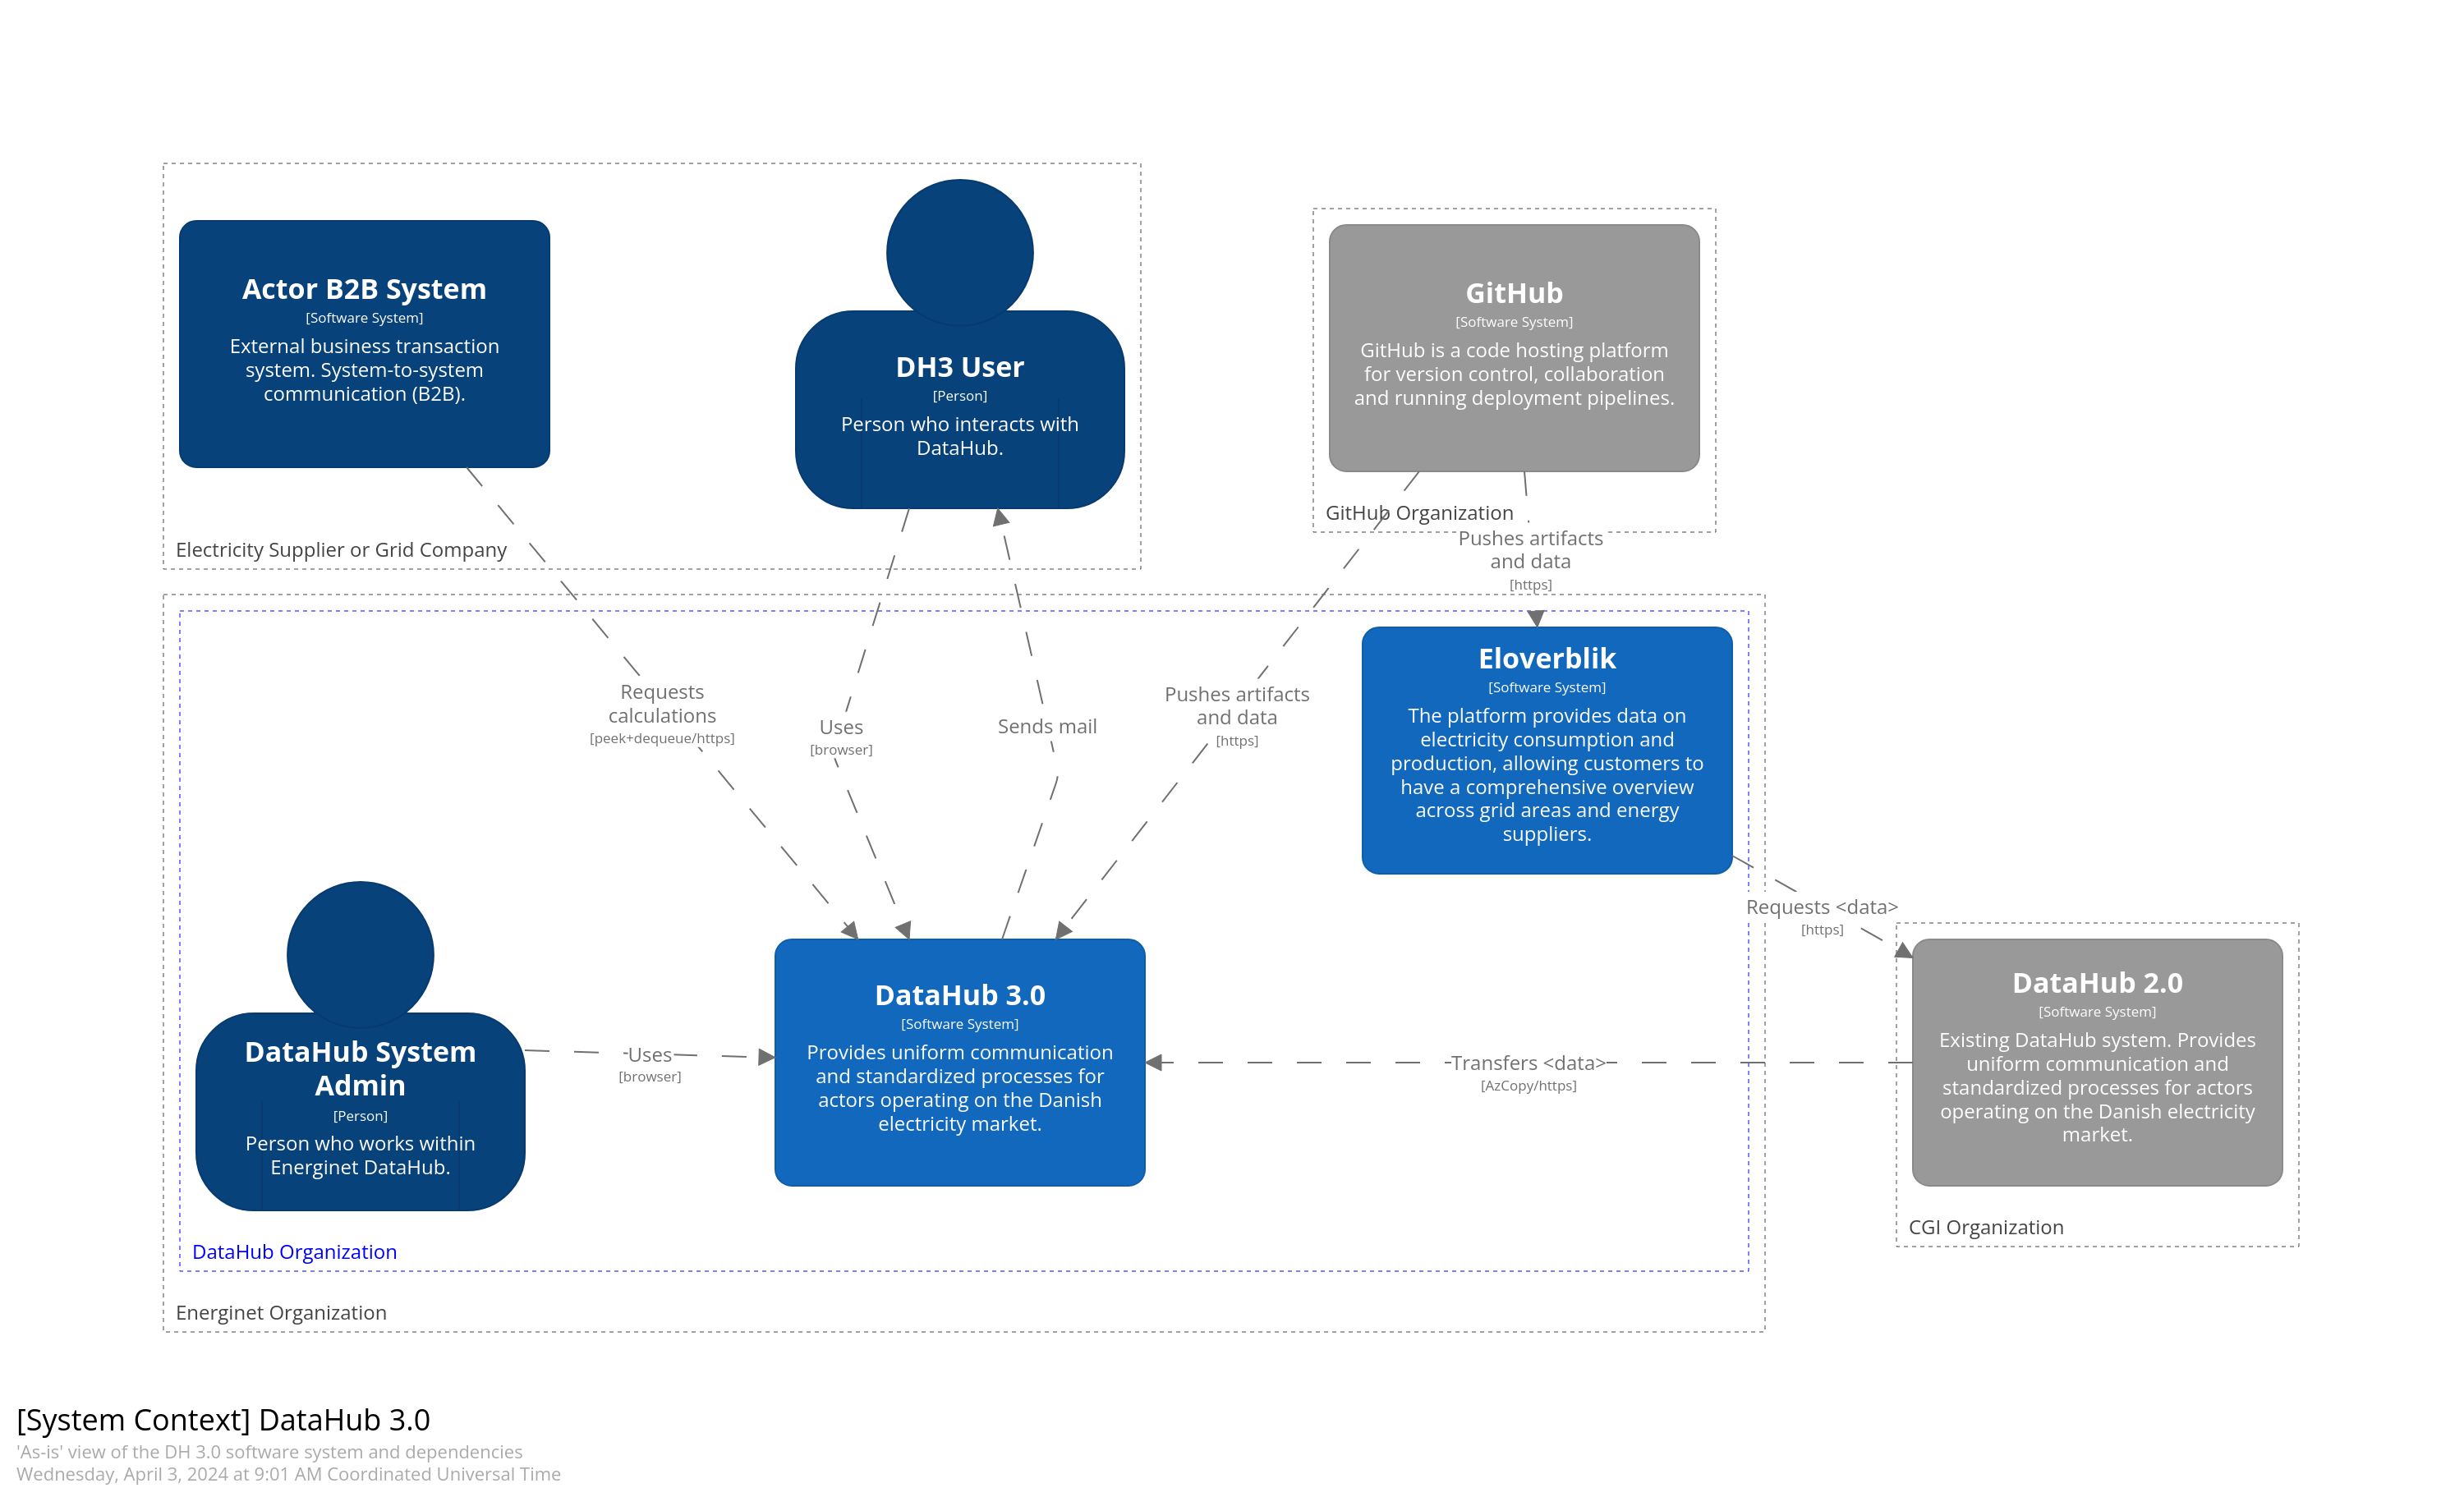 Actor B2B System
[Software System]
External business transaction
system. System-to-system
communication (B2B).
DH3 User
[Person]
Person who interacts with
DataHub.
Electricity Supplier or Grid Company
GitHub
[Software System]
GitHub is a code hosting platform
for version control, collaboration
and running deployment pipelines.
GitHub Organization
Pushes artifacts
and data
[https]
Requests
calculations
[peek+dequeue/https]
Uses
[browser]
Sends mail
Pushes artifacts
and data
[https]
Eloverblik
[Software System]
The platform provides data on
electricity consumption and
production, allowing customers to
have a comprehensive overview
across grid areas and energy
suppliers.
Requests <data>
[https]
DataHub System
Admin
[Person]
Person who works within
Energinet DataHub.
Uses
[browser]
DataHub 3.0
[Software System]
Provides uniform communication
and standardized processes for
actors operating on the Danish
electricity market.
Transfers <data>
[AzCopy/https]
DataHub 2.0
[Software System]
Existing DataHub system. Provides
uniform communication and
standardized processes for actors
operating on the Danish electricity
market.
CGI Organization
DataHub Organization
Energinet Organization
[System Context] DataHub 3.0
'As-is' view of the DH 3.0 software system and dependencies
Wednesday, April 3, 2024 at 9:01 AM Coordinated Universal Time